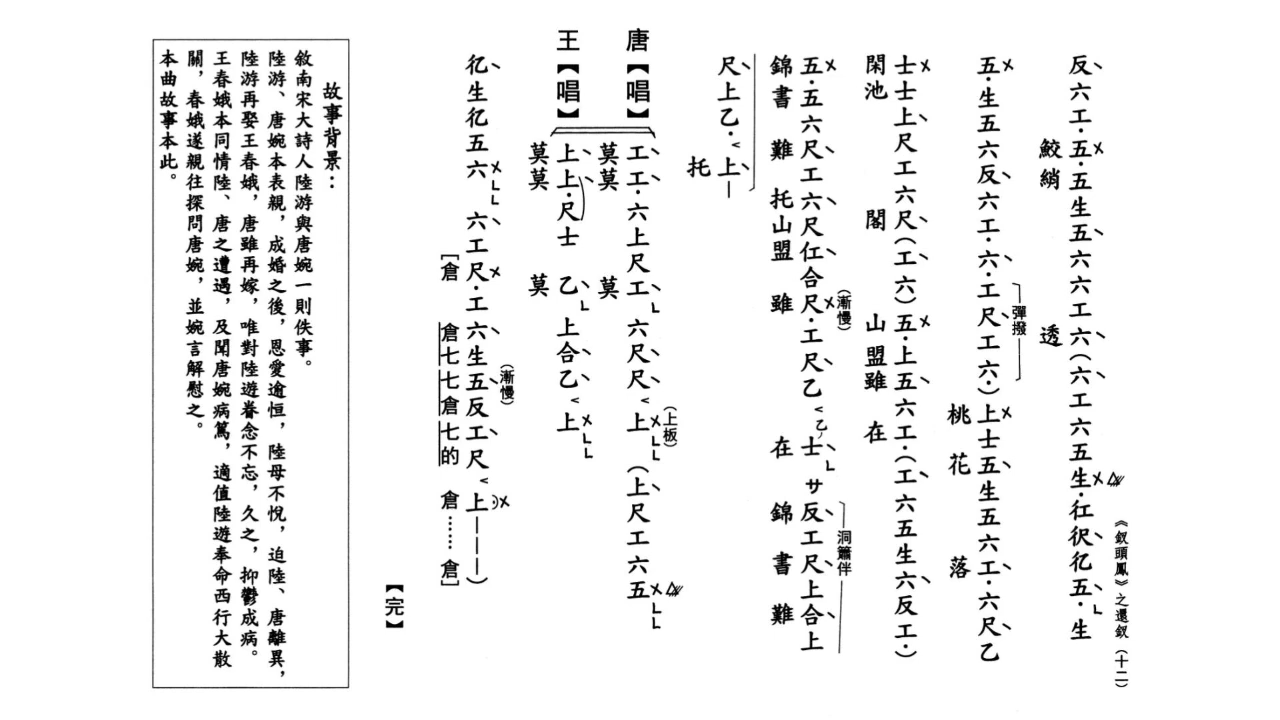 《釵頭鳳》之還釵（十二）
反六工·五·五生五六六工六（六工六五生·仜伬亿五·生
鮫綃 透
五·生五六反六工·六·工尺工六·）上士五生五六工·六尺乙
彈撥
桃花 落
士士上尺工六尺（工六）五·上五六工·（工六五生六反工·）
閑池 閣 山盟雖 在
五·五六尺工六尺仜合尺·工尺乙乙士サ反工尺上合上
（漸慢） 洞簫伴
錦書 難 托山盟 雖 在 錦書難
尺上乙·上—
托
唐【唱】工工·六上尺工 六尺尺 上（上尺工六五
（上板）
莫莫 莫
王【唱】上上·尺士 乙 上合乙 上
莫莫 莫
亿生亿五六 六工尺·工六生五反工尺 上———）
（漸慢）
［倉 倉七七倉七的 倉……倉］
【完】
故事背景：
敘南宋大詩人陸游與唐婉一則佚事。
陸游、唐婉本表親，成婚之後，恩愛逾恒，陸母不悅，迫陸、唐離異，
陸游再娶王春娥，唐雖再嫁，唯對陸遊眷念不忘，久之，抑鬱成病。
王春娥本同情陸、唐之遭遇，及聞唐婉病篤，適值陸遊奉命西行大散
關，春娥遂親往探問唐婉，並婉言解慰之。
本曲故事本此。